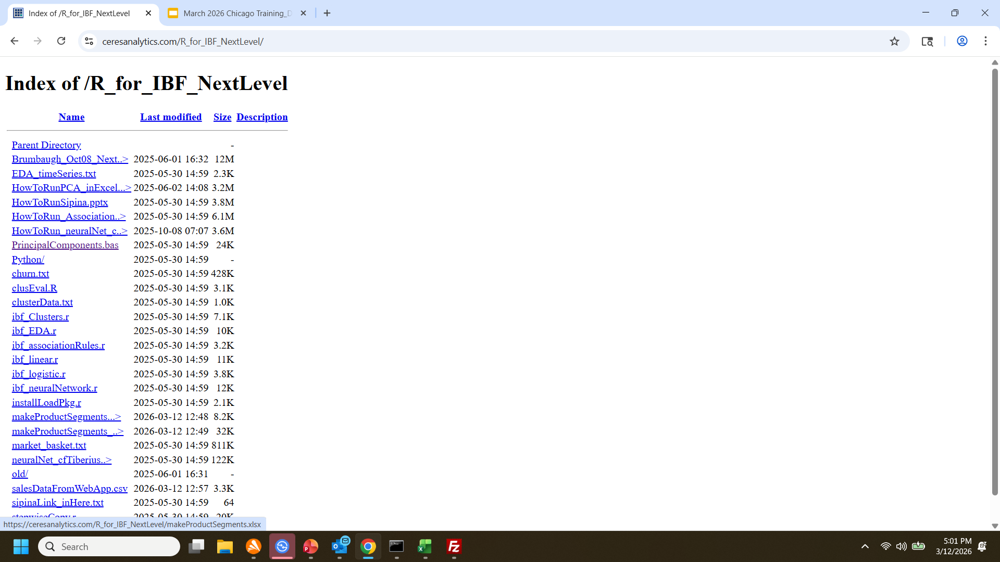 Index of /R_for_IBF_NextLevel
March 2026 Chicago Training_D
ceresanalytics.com/R_for_IBF_NextLevel/
Index of /R_for_IBF_NextLevel
Name Last modified Size Description
Parent Directory -
Brumbaugh_Oct08_Next..> 2025-06-01 16:32 12M
EDA_timeSeries.txt 2025-05-30 14:59 2.3K
HowToRunPCA_inExcel...> 2025-06-02 14:08 3.2M
HowToRunSipina.pptx 2025-05-30 14:59 3.8M
HowToRun_Association..> 2025-05-30 14:59 6.1M
HowToRun_neuralNet_c..> 2025-10-08 07:07 3.6M
PrincipalComponents.bas 2025-05-30 14:59 24K
Python/ 2025-05-30 14:59 -
churn.txt 2025-05-30 14:59 428K
clusEval.R 2025-05-30 14:59 3.1K
clusterData.txt 2025-05-30 14:59 1.0K
ibf_Clusters.r 2025-05-30 14:59 7.1K
ibf_EDA.r 2025-05-30 14:59 10K
ibf_associationRules.r 2025-05-30 14:59 3.2K
ibf_linear.r 2025-05-30 14:59 11K
ibf_logistic.r 2025-05-30 14:59 3.8K
ibf_neuralNetwork.r 2025-05-30 14:59 12K
installLoadPkg.r 2025-05-30 14:59 2.1K
makeProductSegments...> 2026-03-12 12:48 8.2K
makeProductSegments_..> 2026-03-12 12:49 32K
market_basket.txt 2025-05-30 14:59 811K
neuralNet_cfTiberius..> 2025-05-30 14:59 122K
old/ 2025-06-01 16:31 -
salesDataFromWebApp.csv 2026-03-12 12:57 3.3K
sipinaLink_inHere.txt 2025-05-30 14:59 64
stepwiseCopy.r 2025-05-30 14:59 20K
https://ceresanalytics.com/R_for_IBF_NextLevel/makeProductSegments.xlsx
Search
5:01 PM
3/12/2026